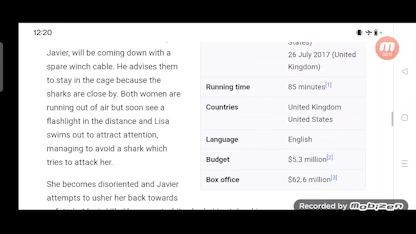 12:20
Javier, will be coming down with a
spare winch cable. He advises them
to stay in the cage because the
sharks are close by. Both women are
running out of air but soon see a
flashlight in the distance and Lisa
swims out to attract attention,
managing to avoid a shark which
tries to attack her.
She becomes disoriented and Javier
attempts to usher her back towards
States)
26 July 2017 (United
Kingdom)
Running time 85 minutes[1]
Countries United Kingdom
United States
Language English
Budget $5.3 million[2]
Box office $62.6 million[3]
Recorded by Mobizen